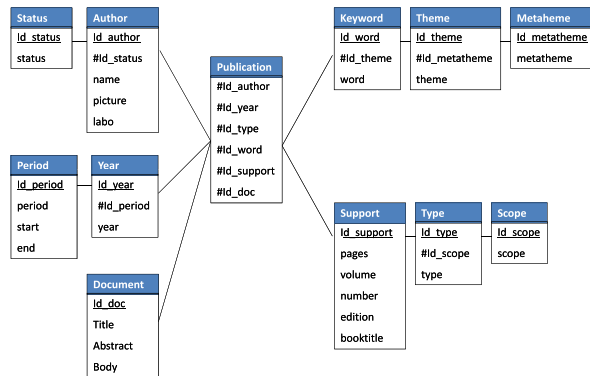 Status
Id_status
status
Author
Id_author
#Id_status
name
picture
labo
Publication
#Id_author
#Id_year
#Id_type
#Id_word
#Id_support
#Id_doc
Keyword
Id_word
#Id_theme
word
Theme
Id_theme
#Id_metatheme
theme
Metaheme
Id_metatheme
metatheme
Period
Id_period
period
start
end
Year
Id_year
#Id_period
year
Document
Id_doc
Title
Abstract
Body
Support
Id_support
pages
volume
number
edition
booktitle
Type
Id_type
#Id_scope
type
Scope
Id_scope
scope